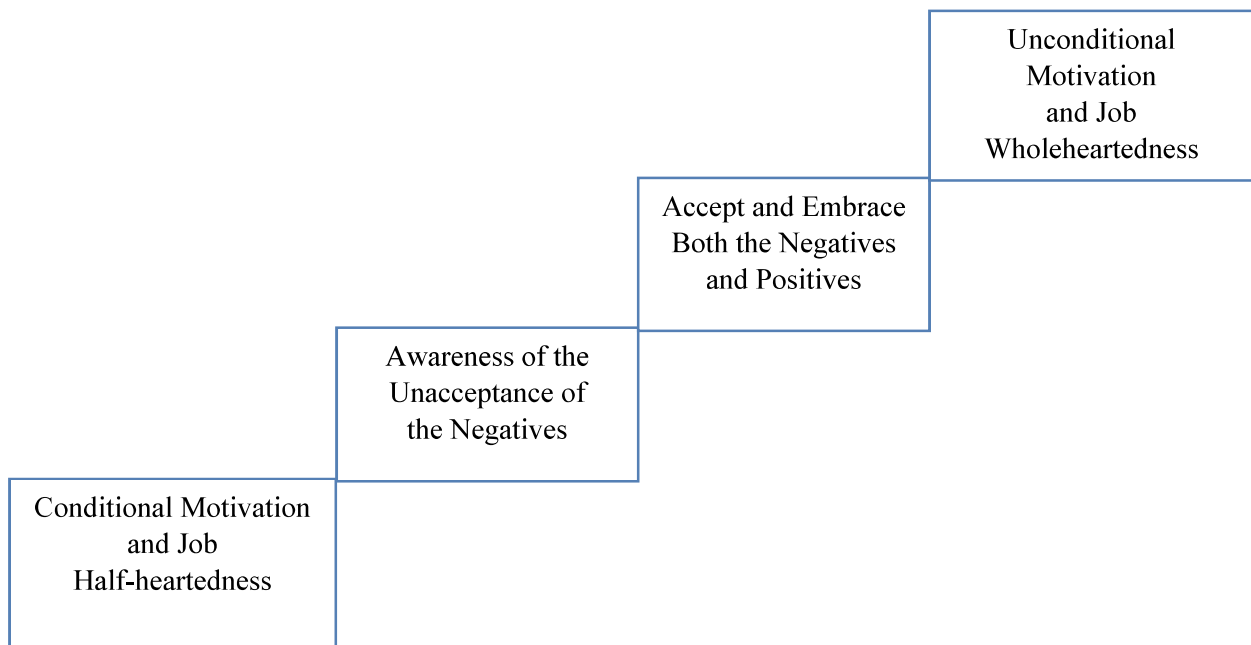 Unconditional
Motivation
and Job
Wholeheartedness
Accept and Embrace
Both the Negatives
and Positives
Awareness of the
Unacceptance of
the Negatives
Conditional Motivation
and Job
Half-heartedness